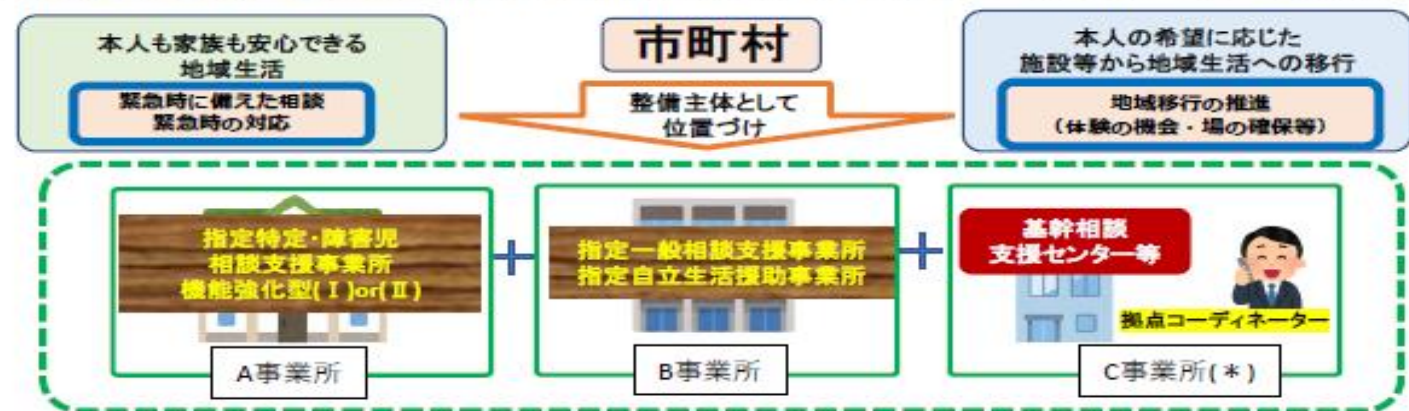 本人も家族も安心できる
地域生活
緊急時に備えた相談
緊急時の対応
市町村
整備主体として
位置づけ
本人の希望に応じた
施設等から地域生活への移行
地域移行の推進
（体験の機会・場の確保等）
指定特定・障害児
相談支援事業所
機能強化型(Ⅰ)or(Ⅱ)
A事業所
+
指定一般相談支援事業所
指定自立生活援助事業所
B事業所
+
基幹相談
支援センター等
拠点コーディネーター
C事業所(＊)